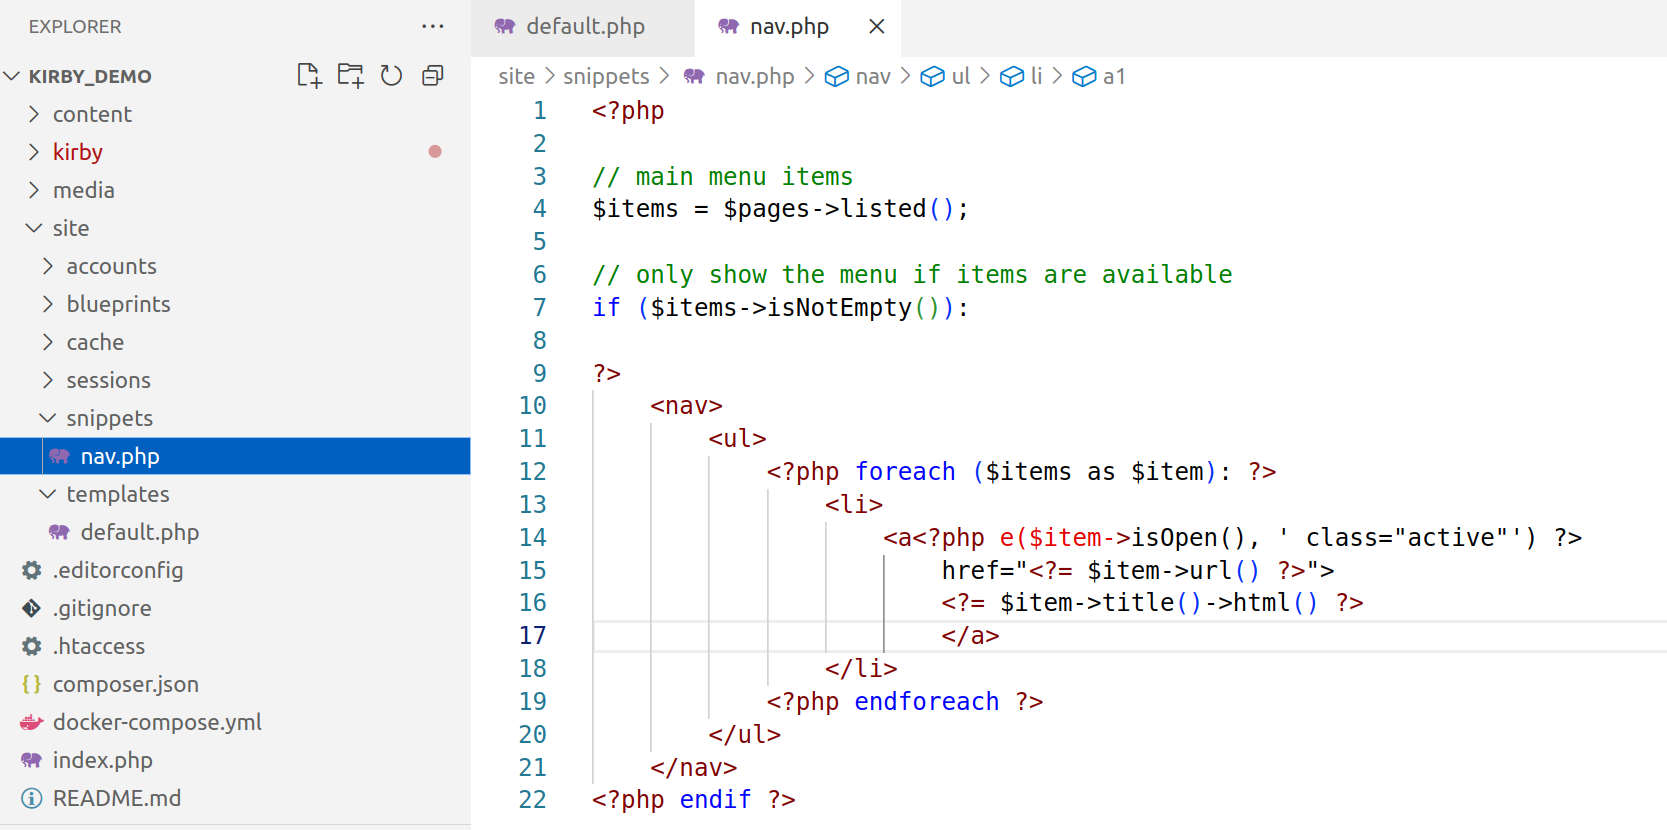 EXPLORER ···
KIRBY_DEMO
content
kirby
media
site
accounts
blueprints
cache
sessions
snippets
nav.php
templates
default.php
.editorconfig
.gitignore
.htaccess
{} composer.json
docker-compose.yml
index.php
README.md
default.php nav.php
site > snippets > nav.php > nav > ul > li > a1
1 <?php
2
3 // main menu items
4 $items = $pages->listed();
5
6 // only show the menu if items are available
7 if ($items->isNotEmpty()):
8
9 ?>
10 <nav>
11 <ul>
12 <?php foreach ($items as $item): ?>
13 <li>
14 <a<?php e($item->isOpen(), ' class="active"') ?>
15 href="<?= $item->url() ?>">
16 <?= $item->title()->html() ?>
17 </a>
18 </li>
19 <?php endforeach ?>
20 </ul>
21 </nav>
22 <?php endif ?>